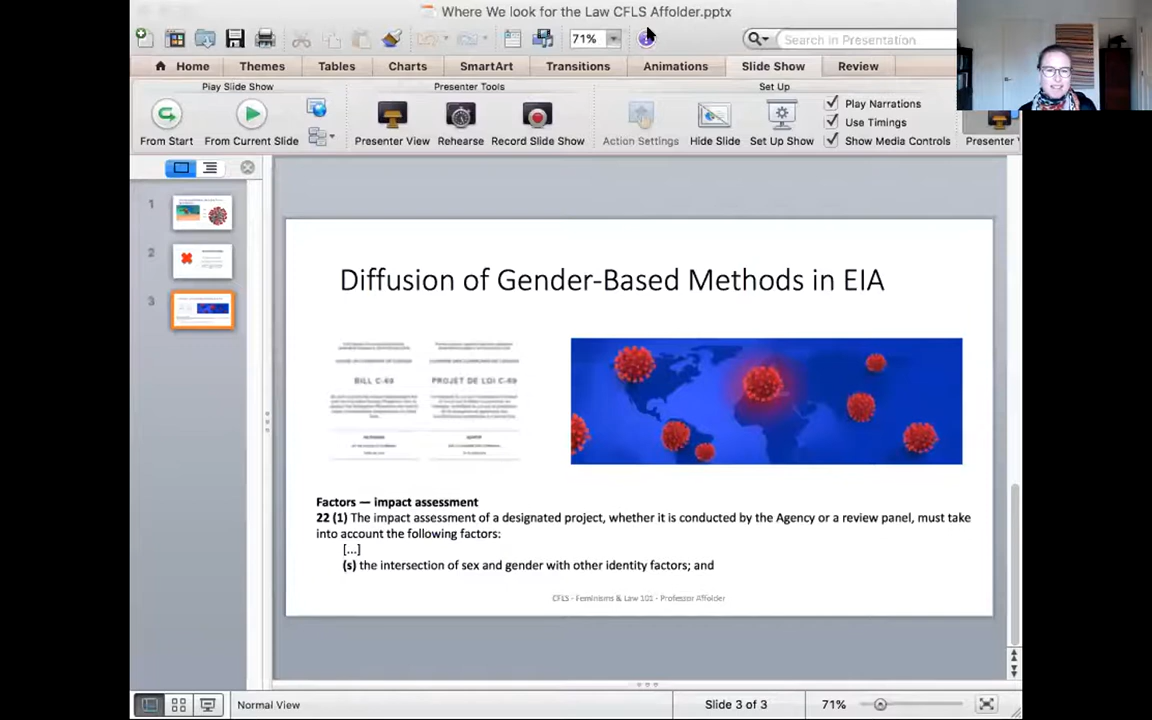 Where We look for the Law CFLS Affolder.pptx
71%
Search in Presentation
Home
Themes
Tables
Charts
SmartArt
Transitions
Animations
Slide Show
Review
Play Slide Show
Presenter Tools
Set Up
From Start
From Current Slide
Presenter View
Rehearse
Record Slide Show
Action Settings
Hide Slide
Set Up Show
Play Narrations
Use Timings
Show Media Controls
Presenter
1
2
3
Diffusion of Gender-Based Methods in EIA
BILL C-69
PROJET DE LOI C-69
Factors — impact assessment
22 (1) The impact assessment of a designated project, whether it is conducted by the Agency or a review panel, must take
into account the following factors:
[...]
(s) the intersection of sex and gender with other identity factors; and
CFLS - Feminisms & Law 101 - Professor Affolder
Normal View
Slide 3 of 3
71%